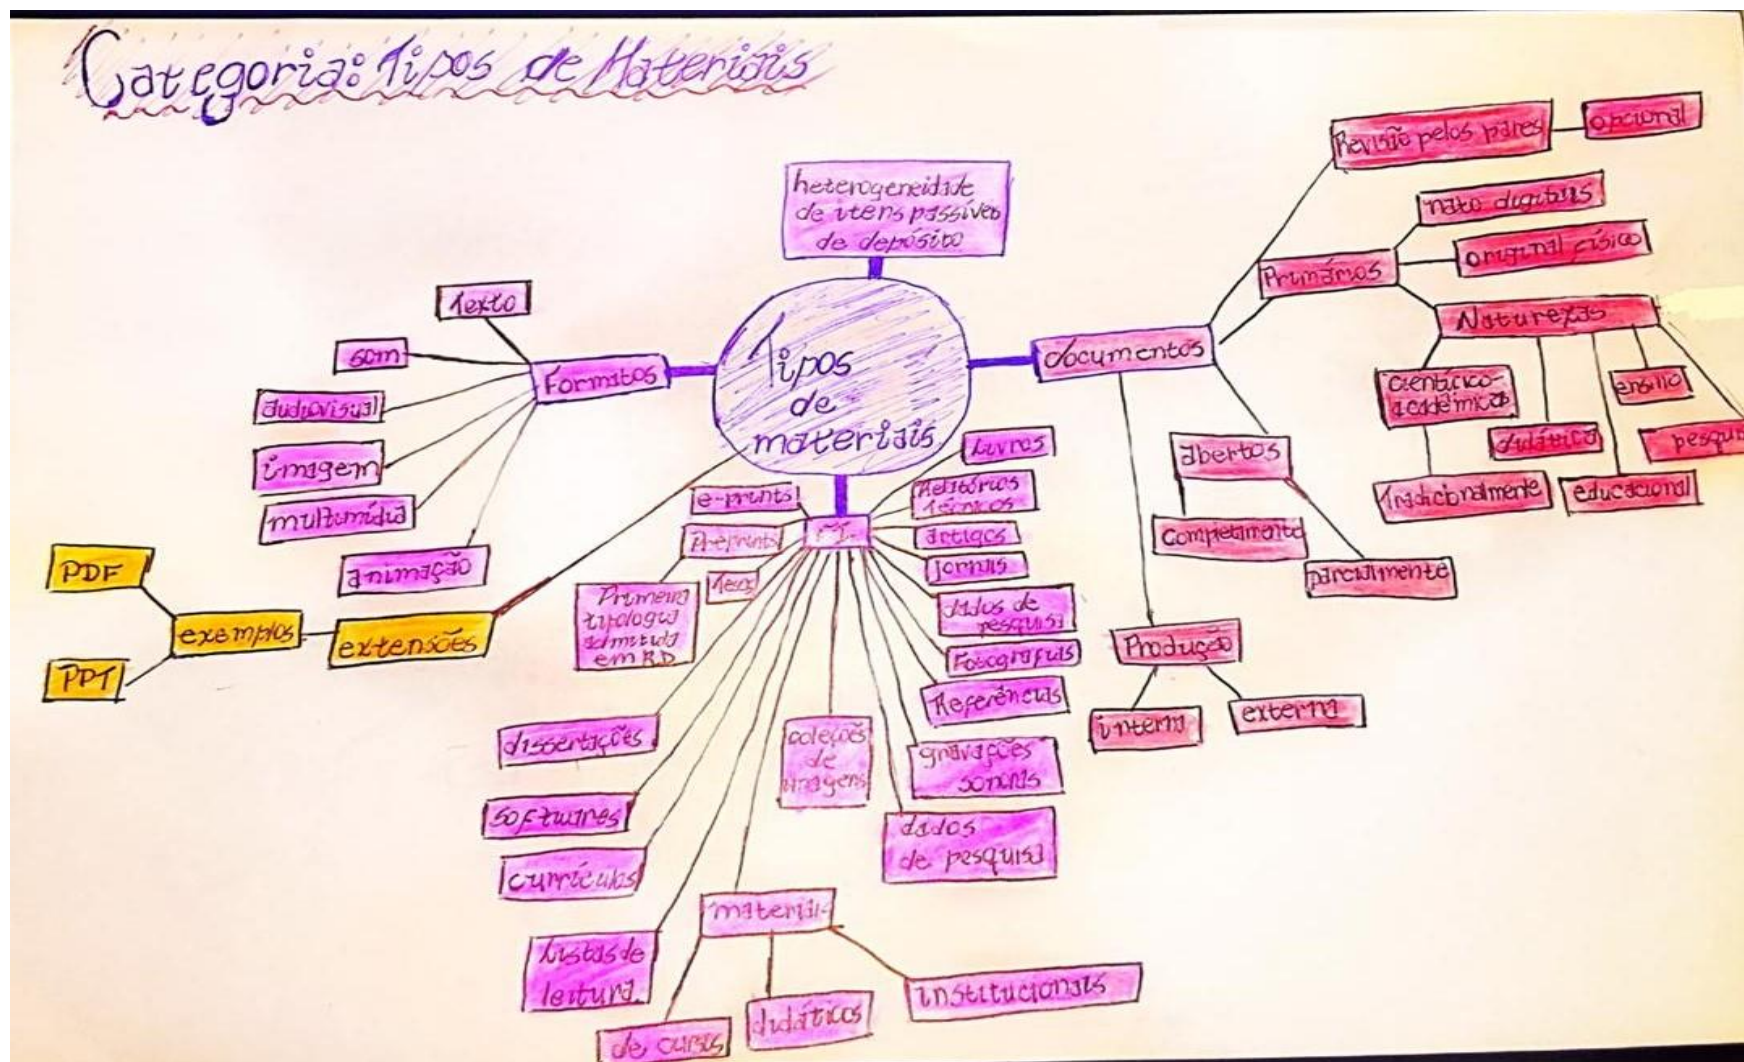 Categoria: Tipos de Materiais
heterogeneidade
de itens passíveis
de depósito
Tipos
de
materiais
Formatos
Texto
som
audiovisual
imagem
multimídia
animação
extensões
exemplos
PDF
PPT
documentos
Revisão pelos pares
opcional
Primários
nato digitais
original físico
Naturezas
científico-
acadêmica
Tradicionalmente
didática
educacional
ensino
pesqui
abertos
completamente
parcialmente
Produção
interna
externa
e-prints
Pre-prints
Primeira
tipologia
admitida
em RD
dissertações
softwares
currículos
Listas de
leitura
materiais
de cursos
didáticos
institucionais
coleções
de
imagens
Livros
Relatórios
Técnicos
artigos
jornais
dados de
pesquisa
Fotografias
Referências
gravações
sonoras
dados
de pesquisa